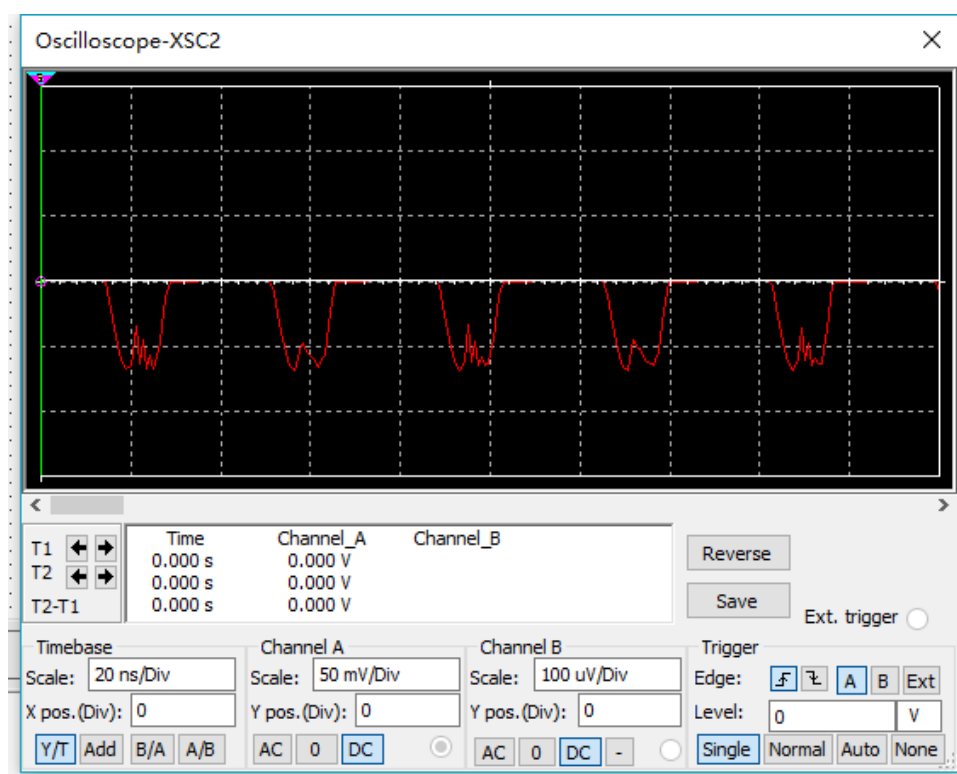 Oscilloscope-XSC2
Time Channel_A Channel_B
T1 0.000 s 0.000 V
T2 0.000 s 0.000 V
T2-T1 0.000 s 0.000 V
Reverse
Save
Ext. trigger
Timebase
Scale: 20 ns/Div
X pos.(Div): 0
Y/T Add B/A A/B
Channel A
Scale: 50 mV/Div
Y pos.(Div): 0
AC 0 DC
Channel B
Scale: 100 uV/Div
Y pos.(Div): 0
AC 0 DC -
Trigger
Edge: A B Ext
Level: 0 V
Single Normal Auto None